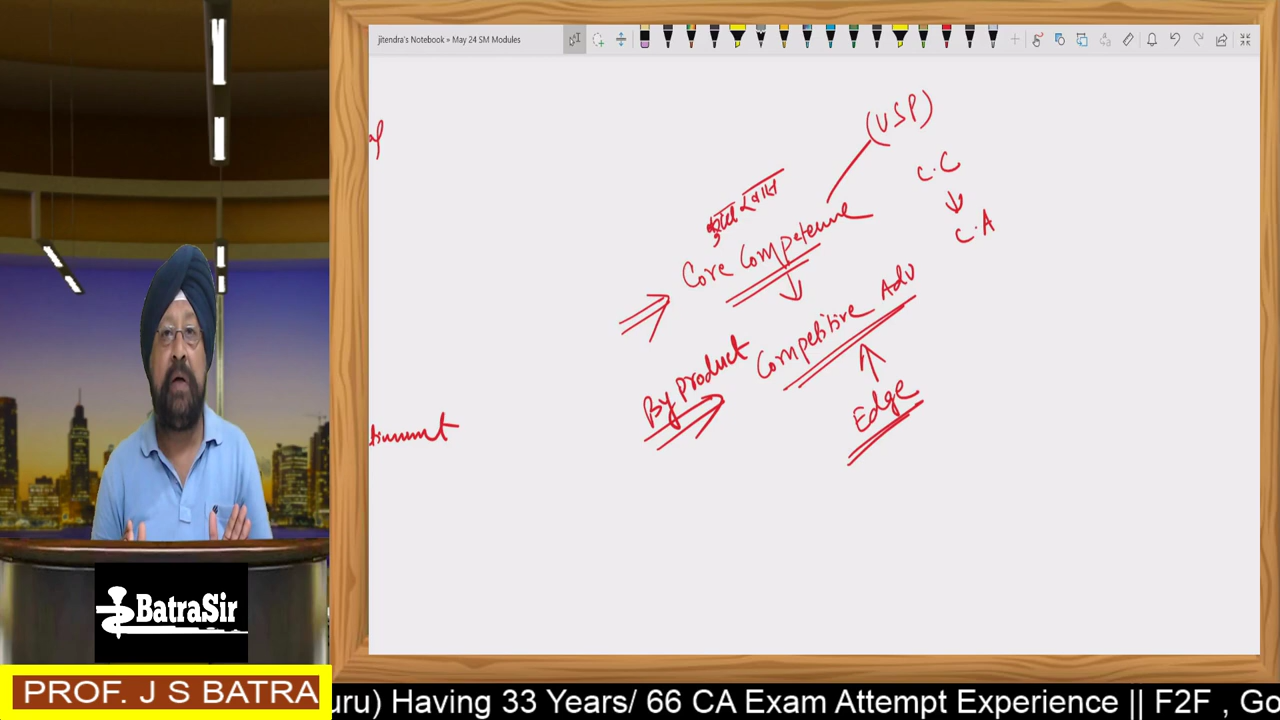 jitendra's Notebook » May 24 SM Modules
(USP)
C.C
C.A
Core Competence
Competitive Adv
By product
Edge
BatraSir
PROF. J S BATRA
uru) Having 33 Years/ 66 CA Exam Attempt Experience || F2F , Go